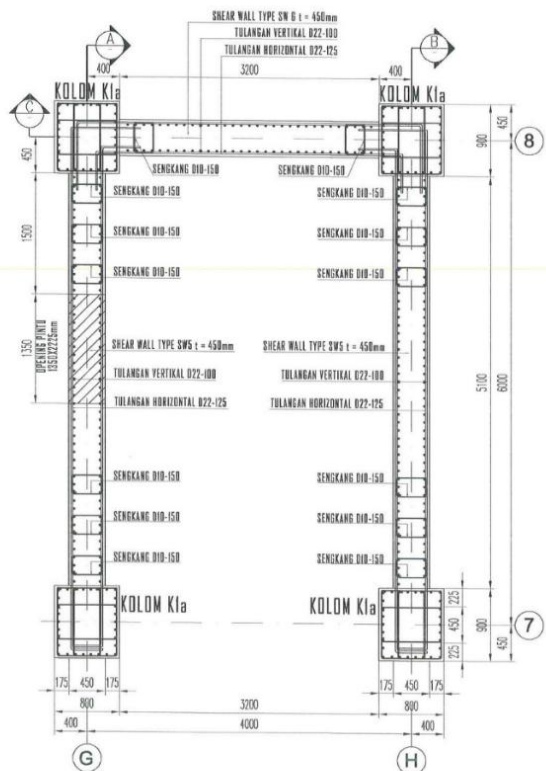 SHEAR WALL TYPE SW 6 t = 450mm
TULANGAN VERTIKAL D22-100
TULANGAN HORIZONTAL D22-125
A
B
400
3200
400
KOLOM K1a
KOLOM K1a
C
8
450
900
450
SENGKANG D10-150
SENGKANG D10-150
SENGKANG D10-150
SENGKANG D10-150
SENGKANG D10-150
SENGKANG D10-150
SENGKANG D10-150
SENGKANG D10-150
1500
1350
OPENING PINTU
1350X2225mm
SHEAR WALL TYPE SW5 t = 450mm
SHEAR WALL TYPE SW5 t = 450mm
TULANGAN VERTIKAL D22-100
TULANGAN VERTIKAL D22-100
TULANGAN HORIZONTAL D22-125
TULANGAN HORIZONTAL D22-125
5100
6000
SENGKANG D10-150
SENGKANG D10-150
SENGKANG D10-150
SENGKANG D10-150
SENGKANG D10-150
SENGKANG D10-150
KOLOM K1a
KOLOM K1a
225
450
225
900
450
7
175
450
175
175
450
175
800
3200
800
400
4000
400
G
H